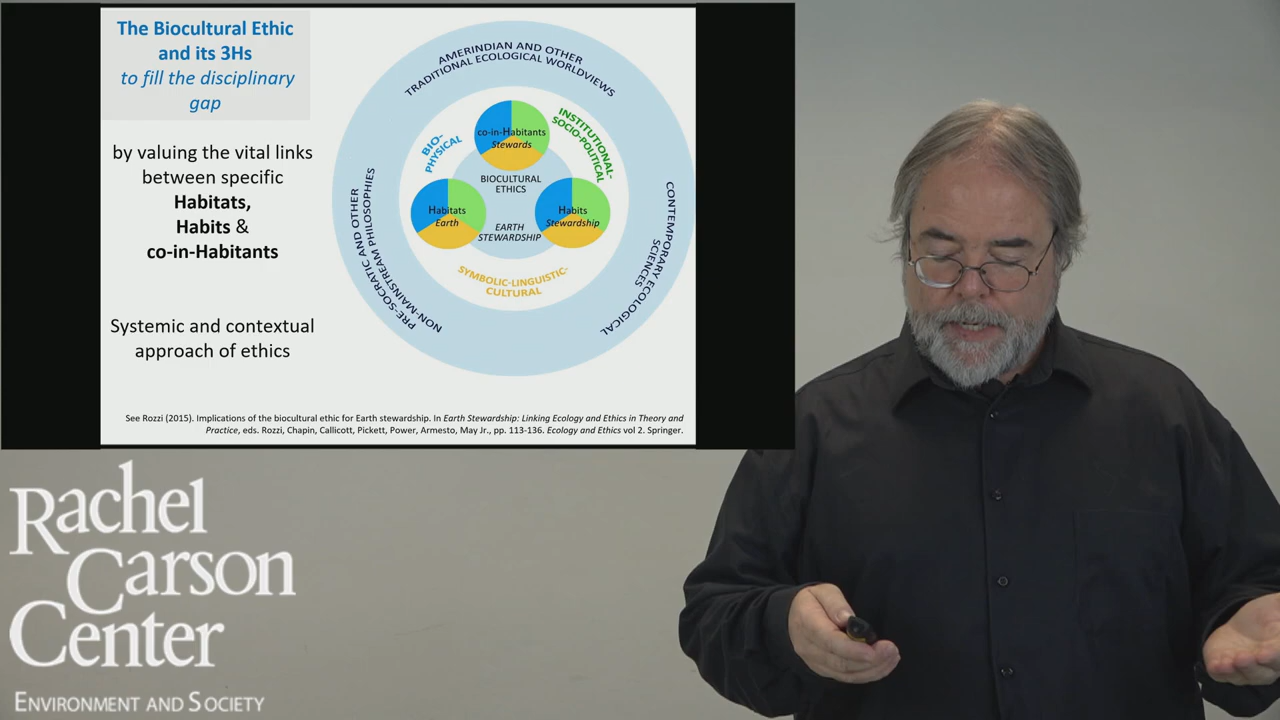 The Biocultural Ethic
and its 3Hs
to fill the disciplinary
gap
by valuing the vital links
between specific
Habitats,
Habits &
co-in-Habitants
Systemic and contextual
approach of ethics
AMERINDIAN AND OTHER
TRADITIONAL ECOLOGICAL WORLDVIEWS
BIO-
PHYSICAL
INSTITUTIONAL-
SOCIO-POLITICAL
co-in-Habitants
Stewards
BIOCULTURAL
ETHICS
Habitats
Earth
Habits
Stewardship
EARTH
STEWARDSHIP
SYMBOLIC-LINGUISTIC-
CULTURAL
PRE-SOCRATIC AND OTHER
NON-MAINSTREAM PHILOSOPHIES
CONTEMPORARY ECOLOGICAL
SCIENCES
See Rozzi (2015). Implications of the biocultural ethic for Earth stewardship. In Earth Stewardship: Linking Ecology and Ethics in Theory and
Practice, eds. Rozzi, Chapin, Callicott, Pickett, Power, Armesto, May Jr., pp. 113-136. Ecology and Ethics vol 2. Springer.
Rachel
Carson
Center
ENVIRONMENT AND SOCIETY